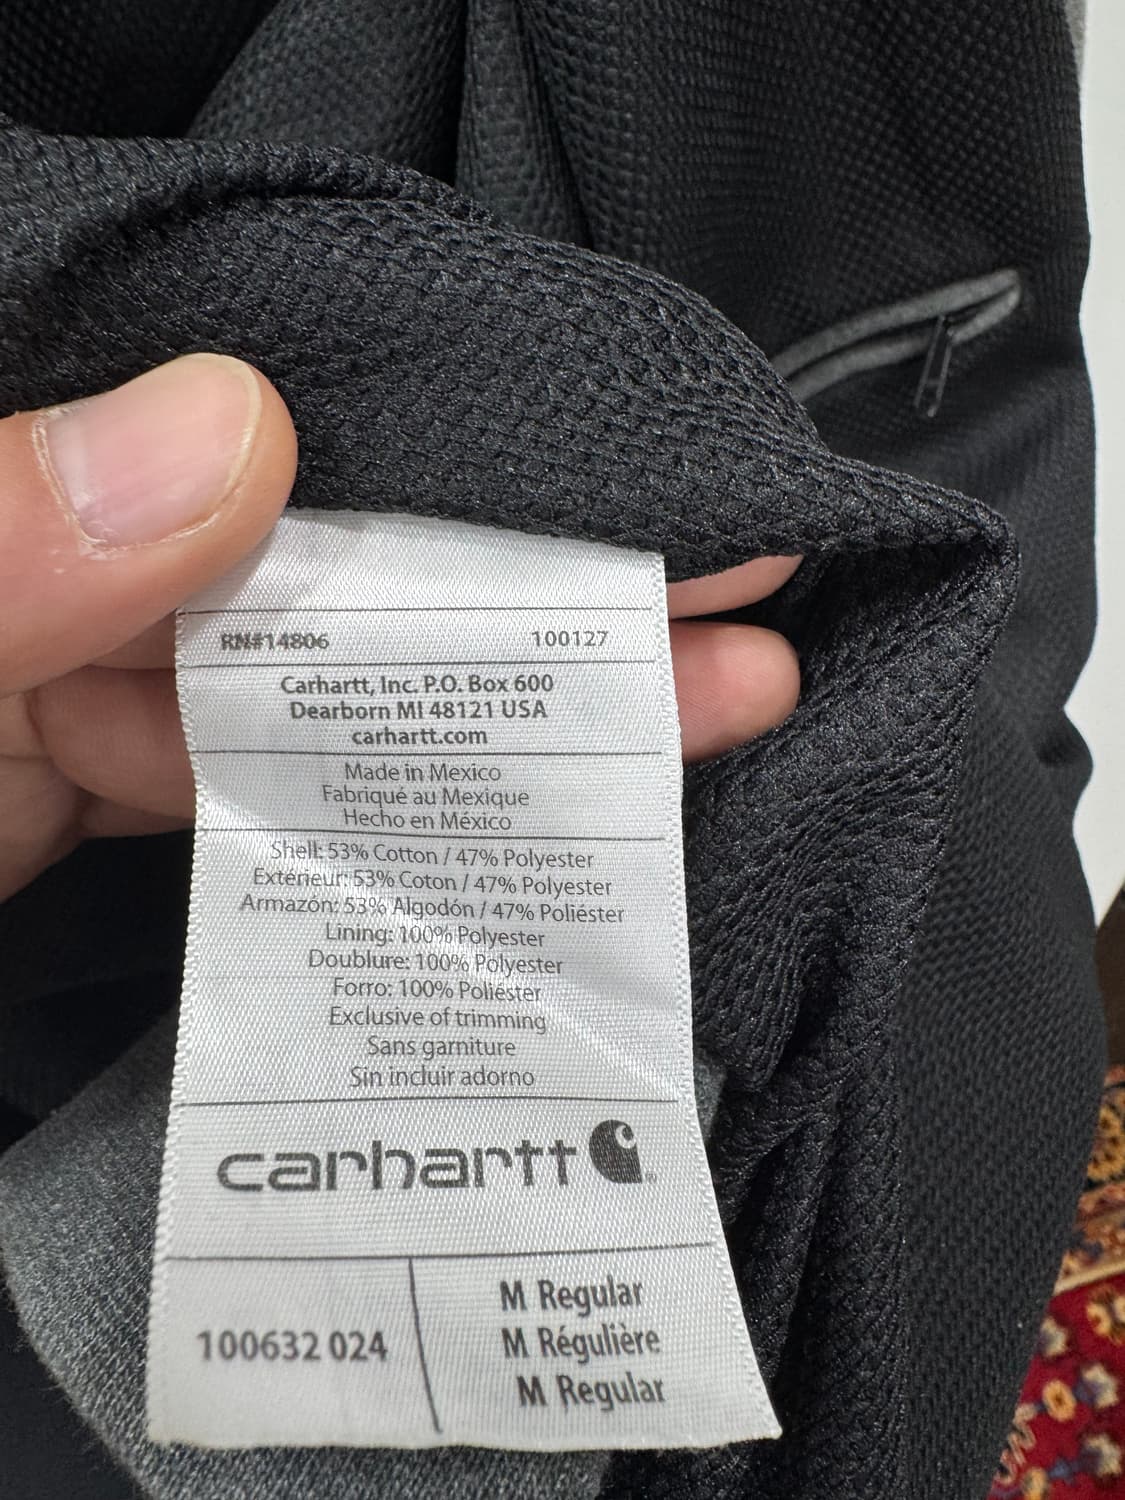 RN#14806 100127
Carhartt, Inc. P.O. Box 600
Dearborn MI 48121 USA
carhartt.com
Made in Mexico
Fabriqué au Mexique
Hecho en México
Shell: 53% Cotton / 47% Polyester
Extérieur: 53% Coton / 47% Polyester
Armazón: 53% Algodón / 47% Poliéster
Lining: 100% Polyester
Doublure: 100% Polyester
Forro: 100% Poliéster
Exclusive of trimming
Sans garniture
Sin incluir adorno
carhartt
100632 024
M Regular
M Régulière
M Regular